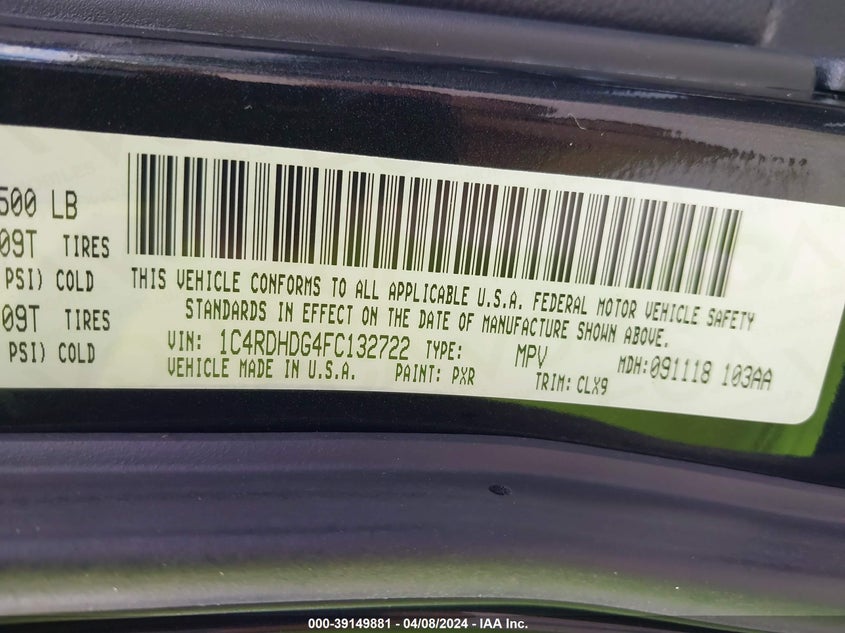 500 LB
09T TIRES
PSI) COLD
09T TIRES
PSI) COLD
THIS VEHICLE CONFORMS TO ALL APPLICABLE U.S.A. FEDERAL MOTOR VEHICLE SAFETY
STANDARDS IN EFFECT ON THE DATE OF MANUFACTURE SHOWN ABOVE.
VIN: 1C4RDHDG4FC132722 TYPE: MPV MDH:091118 103AA
VEHICLE MADE IN U.S.A. PAINT: PXR TRIM: CLX9
000-39149881 - 04/08/2024 - IAA Inc.